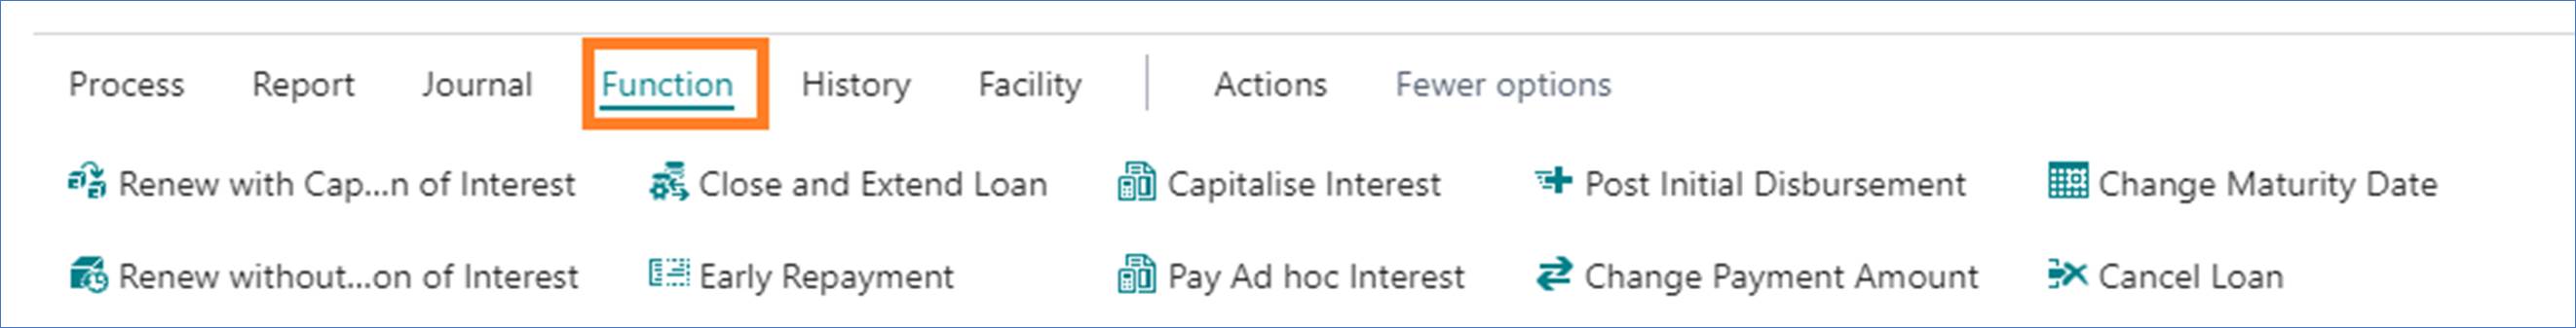 Process Report Journal Function History Facility Actions Fewer options
Renew with Cap...n of Interest Close and Extend Loan Capitalise Interest Post Initial Disbursement Change Maturity Date
Renew without...on of Interest Early Repayment Pay Ad hoc Interest Change Payment Amount Cancel Loan